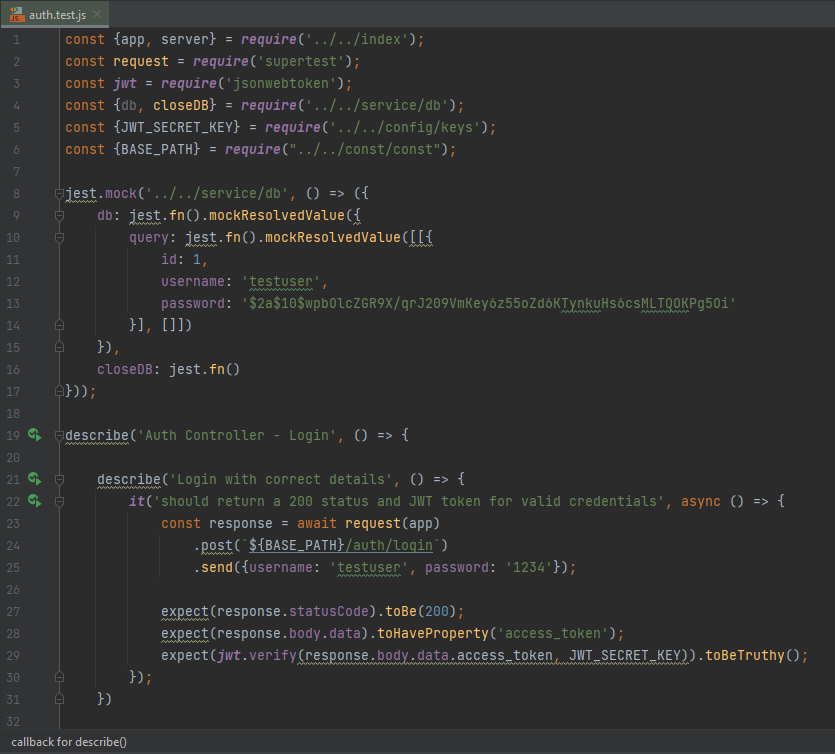 auth.test.js
1 const {app, server} = require('../../index');
2 const request = require('supertest');
3 const jwt = require('jsonwebtoken');
4 const {db, closeDB} = require('../../service/db');
5 const {JWT_SECRET_KEY} = require('../../config/keys');
6 const {BASE_PATH} = require("../../const/const");
7
8 jest.mock('../../service/db', () => ({
9 db: jest.fn().mockResolvedValue({
10 query: jest.fn().mockResolvedValue([[{
11 id: 1,
12 username: 'testuser',
13 password: '$2a$10$wpbOlcZGR9X/qrJ209VmKey6z55oZd6KTynkuHs6csMLTQOKPg5Oi'
14 }], []])
15 }),
16 closeDB: jest.fn()
17 }));
18
19 describe('Auth Controller - Login', () => {
20
21 describe('Login with correct details', () => {
22 it('should return a 200 status and JWT token for valid credentials', async () => {
23 const response = await request(app)
24 .post(`${BASE_PATH}/auth/login`)
25 .send({username: 'testuser', password: '1234'});
26
27 expect(response.statusCode).toBe(200);
28 expect(response.body.data).toHaveProperty('access_token');
29 expect(jwt.verify(response.body.data.access_token, JWT_SECRET_KEY)).toBeTruthy();
30 });
31 })
32
callback for describe()